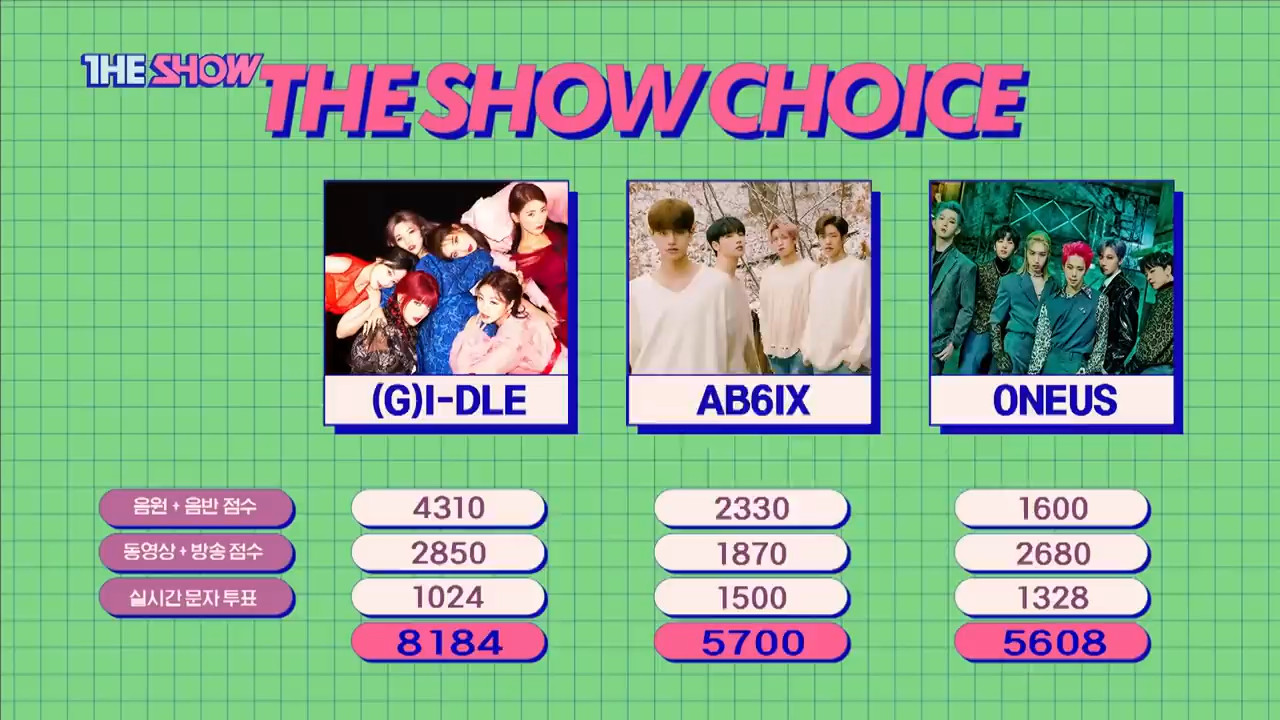 THE SHOW
THE SHOW CHOICE
(G)I-DLE AB6IX ONEUS
음원 + 음반 점수 4310 2330 1600
동영상 + 방송 점수 2850 1870 2680
실시간 문자 투표 1024 1500 1328
8184 5700 5608